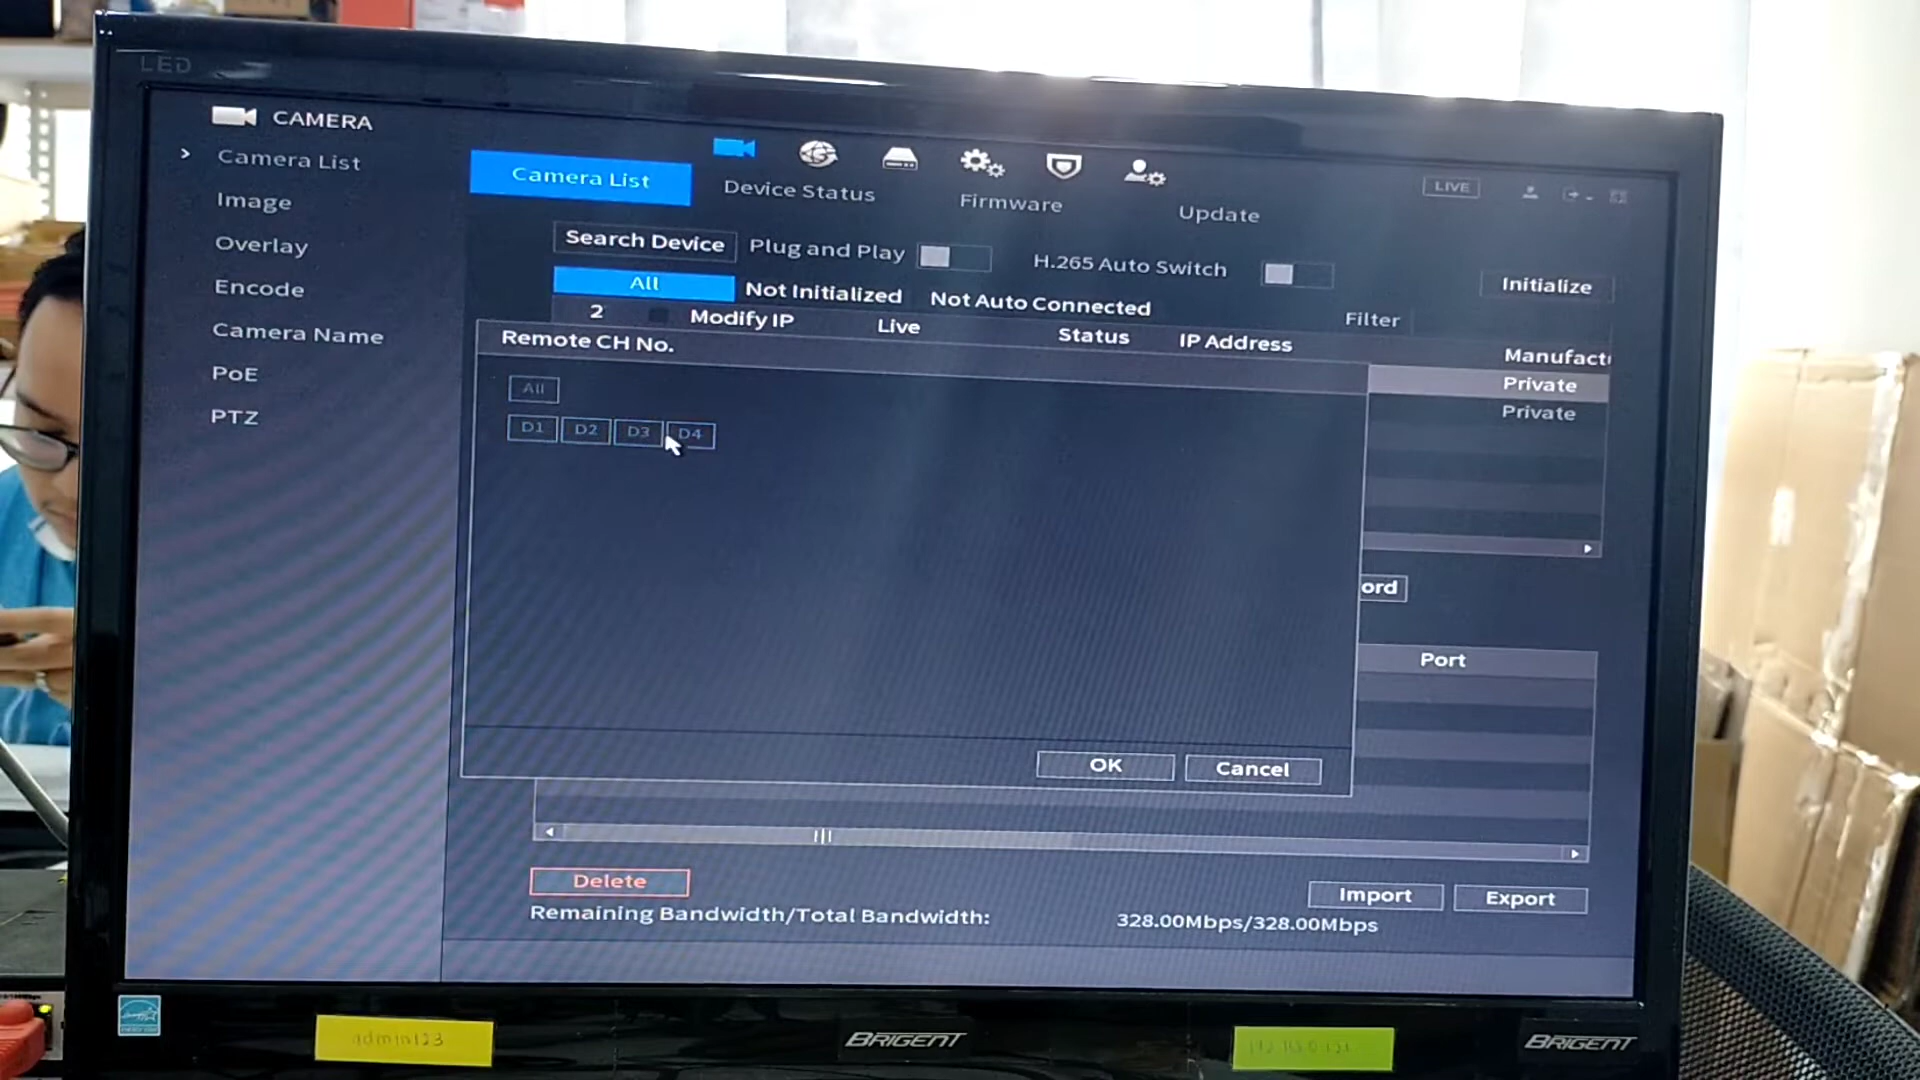 LED
CAMERA
Camera List
Image
Overlay
Encode
Camera Name
PoE
PTZ
Camera List
Device Status
Firmware
Update
LIVE
Search Device
Plug and Play
H.265 Auto Switch
Initialize
All
Not Initialized
Not Auto Connected
Filter
2
Modify IP
Live
Status
IP Address
Manufact
Private
Private
Remote CH No.
All
D1 D2 D3 D4
ord
Port
OK
Cancel
Delete
Import
Export
Remaining Bandwidth/Total Bandwidth:
328.00Mbps/328.00Mbps
admin123
BRIGENT
BRIGENT